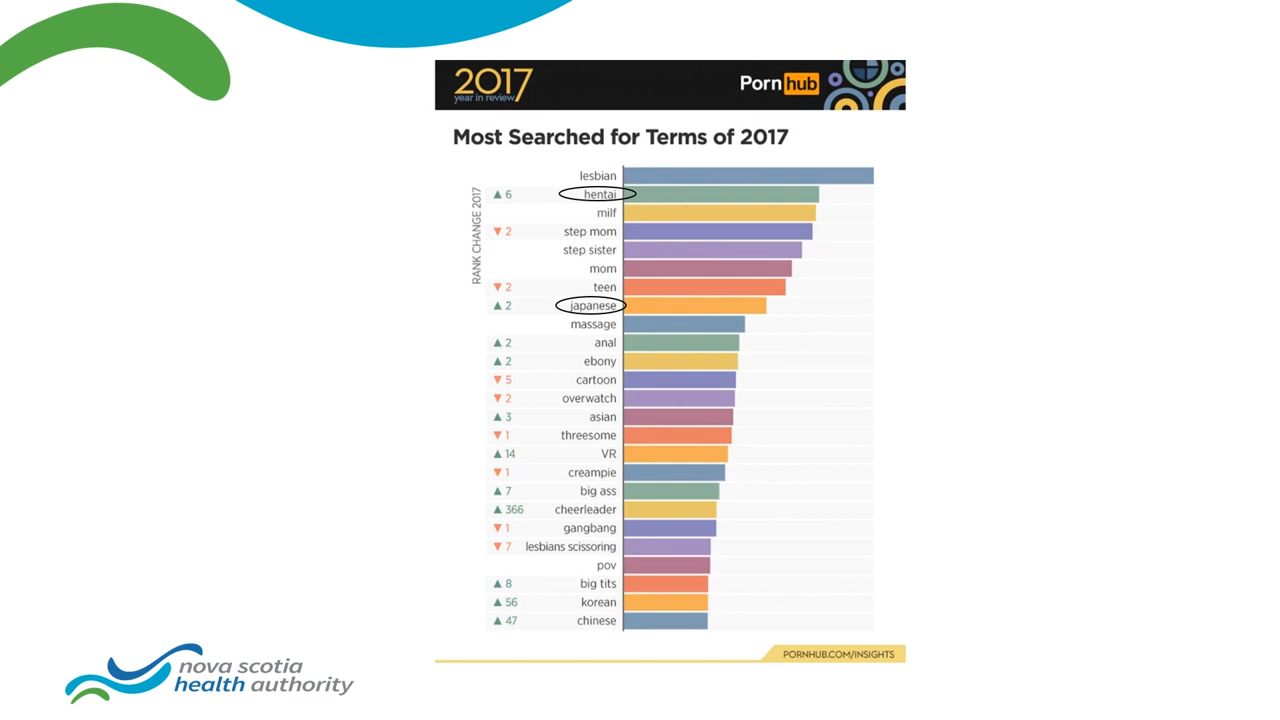 2017
year in review
Porn hub
Most Searched for Terms of 2017
RANK CHANGE 2017
lesbian
▲ 6 hentai
milf
▼ 2 step mom
step sister
mom
▼ 2 teen
▲ 2 japanese
massage
▲ 2 anal
▲ 2 ebony
▼ 5 cartoon
▼ 2 overwatch
▲ 3 asian
▼ 1 threesome
▲ 14 VR
▼ 1 creampie
▲ 7 big ass
▲ 366 cheerleader
▼ 1 gangbang
▼ 7 lesbians scissoring
pov
▲ 8 big tits
▲ 56 korean
▲ 47 chinese
PORNHUB.COM/INSIGHTS
nova scotia
health authority